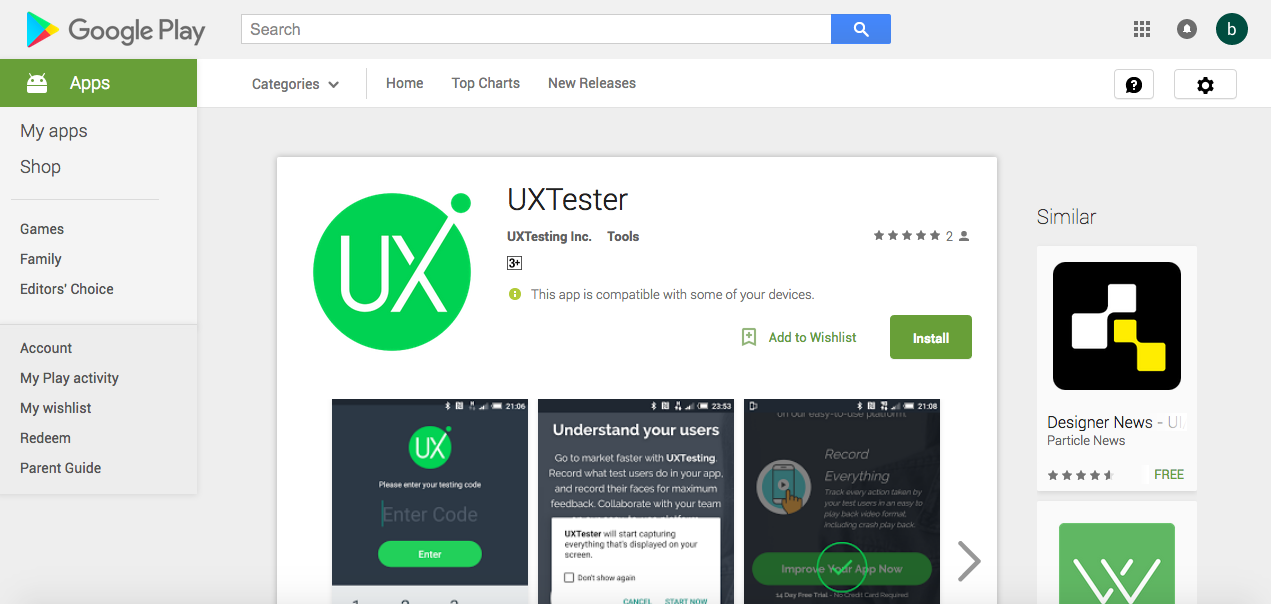 Google Play
Search
b
Apps
Categories
Home
Top Charts
New Releases
My apps
Shop
Games
Family
Editors' Choice
Account
My Play activity
My wishlist
Redeem
Parent Guide
UX
UXTester
UXTesting Inc. Tools
2
3+
This app is compatible with some of your devices.
Add to Wishlist
Install
21:06
UX
Please enter your testing code
Enter Code
Enter
23:53
Understand your users
Go to market faster with UXTesting.
Record what test users do in your app,
and record their faces for maximum
feedback. Collaborate with your team
UXTester will start capturing
everything that's displayed on your
screen.
Don't show again
CANCEL START NOW
21:08
on our easy-to-use platform.
Record
Everything
Track every action taken by
your test users in an easy to
play back video format,
including crash play back.
Improve Your App Now
14 Day Free Trial - No Credit Card Required
Similar
Designer News - UI
Particle News
FREE